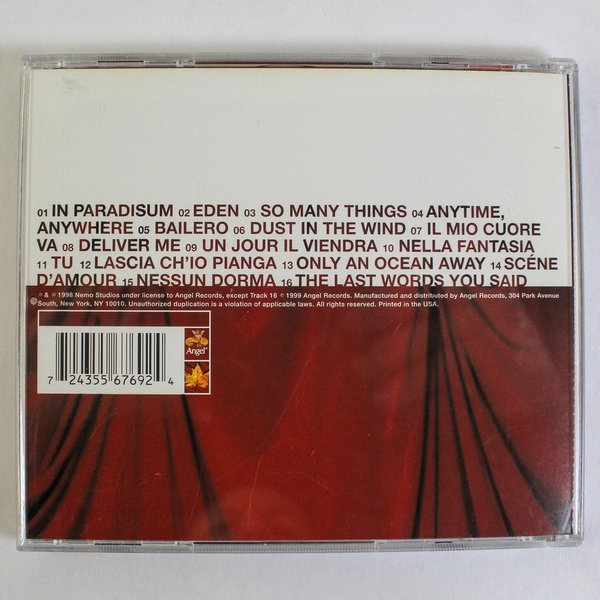 01 IN PARADISUM 02 EDEN 03 SO MANY THINGS 04 ANYTIME,
ANYWHERE 05 BAILERO 06 DUST IN THE WIND 07 IL MIO CUORE
VA 08 DELIVER ME 09 UN JOUR IL VIENDRA 10 NELLA FANTASIA
11 TU 12 LASCIA CH'IO PIANGA 13 ONLY AN OCEAN AWAY 14 SCÉNE
D'AMOUR 15 NESSUN DORMA 16 THE LAST WORDS YOU SAID
℗ & © 1998 Nemo Studios under license to Angel Records, except Track 16 ℗ 1999 Angel Records. Manufactured and distributed by Angel Records, 304 Park Avenue
South, New York, NY 10010. Unauthorized duplication is a violation of applicable laws. All rights reserved. Printed in the USA.
Angel
7 24355 67692 4